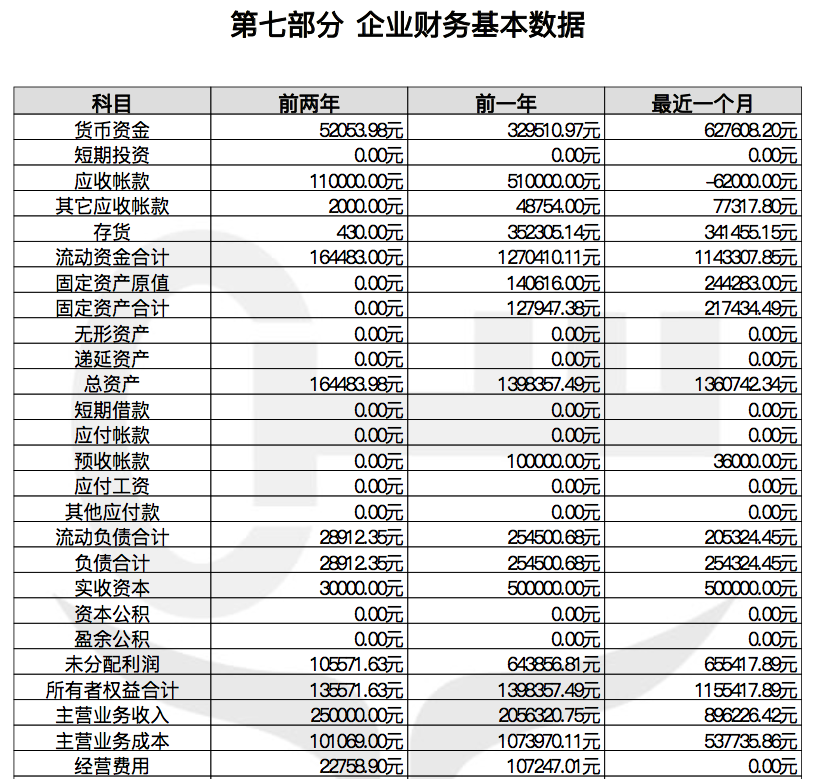 第七部分 企业财务基本数据
科目 前两年 前一年 最近一个月
货币资金 52053.98元 329510.97元 627608.20元
短期投资 0.00元 0.00元 0.00元
应收帐款 110000.00元 510000.00元 -62000.00元
其它应收帐款 2000.00元 48754.00元 77317.80元
存货 430.00元 352305.14元 341455.15元
流动资金合计 164483.00元 1270410.11元 1143307.85元
固定资产原值 0.00元 140616.00元 244283.00元
固定资产合计 0.00元 127947.38元 217434.49元
无形资产 0.00元 0.00元 0.00元
递延资产 0.00元 0.00元 0.00元
总资产 164483.98元 1398357.49元 1360742.34元
短期借款 0.00元 0.00元 0.00元
应付帐款 0.00元 0.00元 0.00元
预收帐款 0.00元 100000.00元 36000.00元
应付工资 0.00元 0.00元 0.00元
其他应付款 0.00元 0.00元 0.00元
流动负债合计 28912.35元 254500.68元 205324.45元
负债合计 28912.35元 254500.68元 254324.45元
实收资本 30000.00元 500000.00元 500000.00元
资本公积 0.00元 0.00元 0.00元
盈余公积 0.00元 0.00元 0.00元
未分配利润 105571.63元 643856.81元 655417.89元
所有者权益合计 135571.63元 1398357.49元 1155417.89元
主营业务收入 250000.00元 2056320.75元 896226.42元
主营业务成本 101069.00元 1073970.11元 537735.86元
经营费用 22758.90元 107247.01元 0.00元